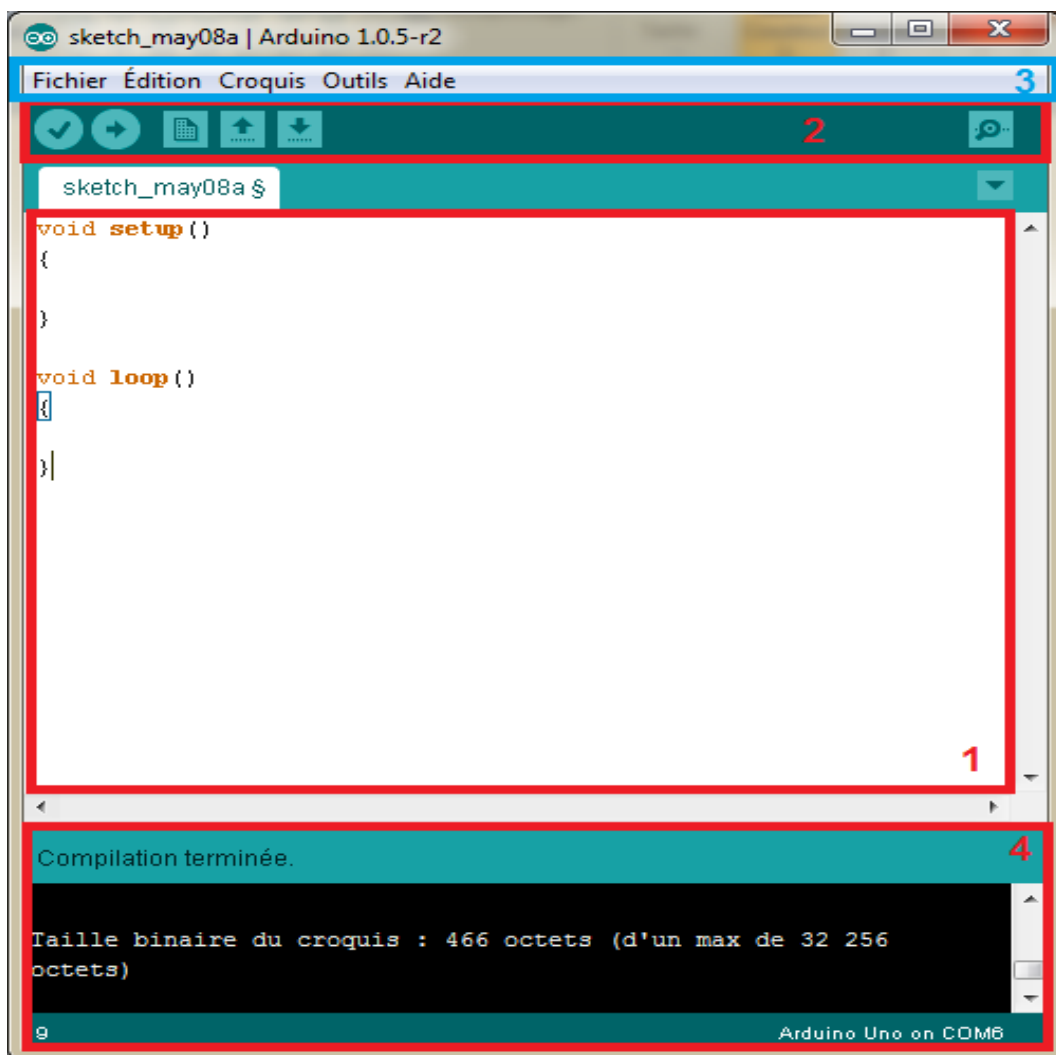 sketch_may08a | Arduino 1.0.5-r2
Fichier Édition Croquis Outils Aide 3
2
sketch_may08a §
void setup()
{
}
void loop()
{
}
1
Compilation terminée. 4
Taille binaire du croquis : 466 octets (d'un max de 32 256
octets)
9 Arduino Uno on COM6